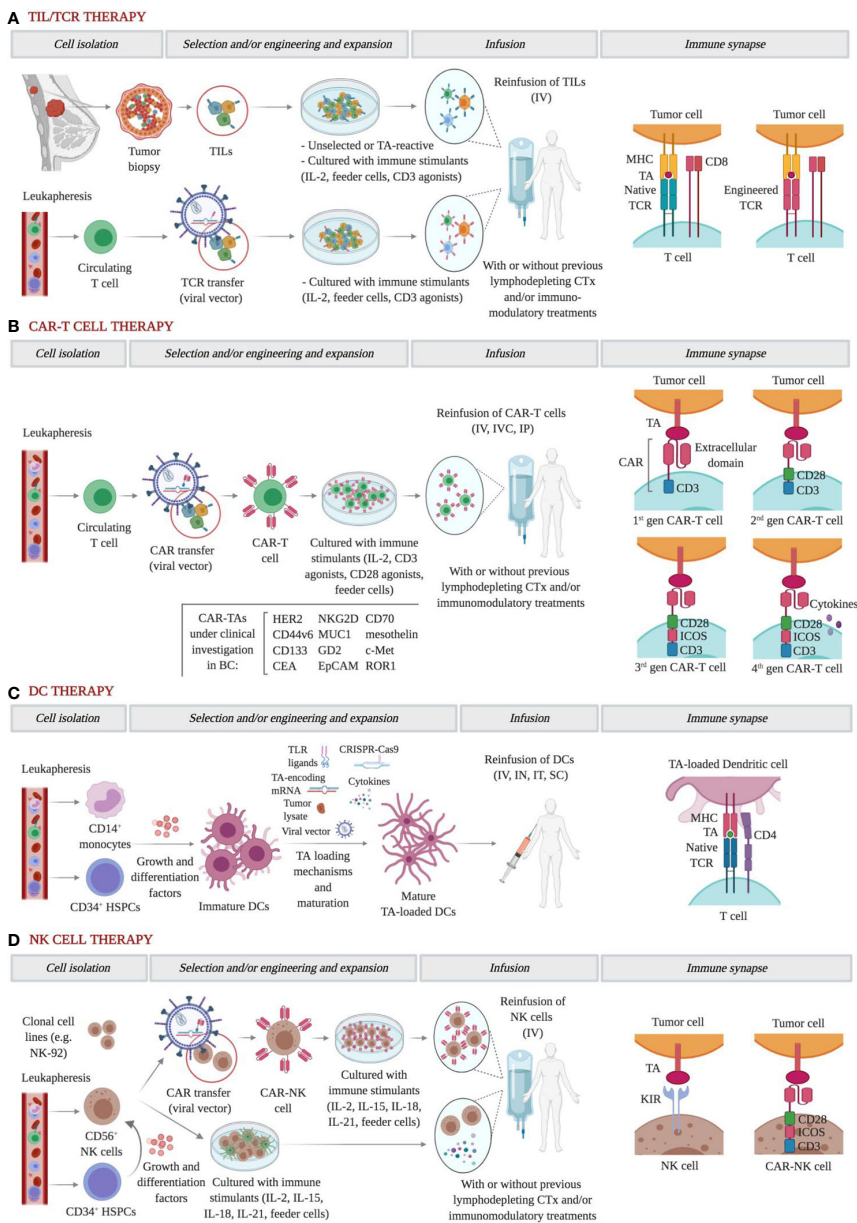 A TIL/TCR THERAPY
Cell isolation
Selection and/or engineering and expansion
Infusion
Immune synapse
Tumor
biopsy
TILs
- Unselected or TA-reactive
- Cultured with immune stimulants
(IL-2, feeder cells, CD3 agonists)
Reinfusion of TILs
(IV)
Leukapheresis
Circulating
T cell
TCR transfer
(viral vector)
- Cultured with immune stimulants
(IL-2, feeder cells, CD3 agonists)
With or without previous
lymphodepleting CTx
and/or immuno-
modulatory treatments
Tumor cell
MHC
TA
Native
TCR
CD8
T cell
Tumor cell
Engineered
TCR
T cell
B CAR-T CELL THERAPY
Cell isolation
Selection and/or engineering and expansion
Infusion
Immune synapse
Leukapheresis
Circulating
T cell
CAR transfer
(viral vector)
CAR-T
cell
Cultured with immune
stimulants (IL-2, CD3
agonists, CD28 agonists,
feeder cells)
Reinfusion of CAR-T cells
(IV, IVC, IP)
With or without previous
lymphodepleting CTx and/or
immunomodulatory treatments
CAR-TAs
under clinical
investigation
in BC:
HER2 NKG2D CD70
CD44v6 MUC1 mesothelin
CD133 GD2 c-Met
CEA EpCAM ROR1
Tumor cell
TA
CAR
Extracellular
domain
CD3
1st gen CAR-T cell
Tumor cell
CD28
CD3
2nd gen CAR-T cell
CD28
ICOS
CD3
3rd gen CAR-T cell
Cytokines
CD28
ICOS
CD3
4th gen CAR-T cell
C DC THERAPY
Cell isolation
Selection and/or engineering and expansion
Infusion
Immune synapse
Leukapheresis
CD14+
monocytes
CD34+ HSPCs
Growth and
differentiation
factors
Immature DCs
TLR
ligands
CRISPR-Cas9
TA-encoding
mRNA
Cytokines
Tumor
lysate
Viral vector
TA loading
mechanisms
and
maturation
Mature
TA-loaded DCs
Reinfusion of DCs
(IV, IN, IT, SC)
TA-loaded Dendritic cell
MHC
TA
Native
TCR
CD4
T cell
D NK CELL THERAPY
Cell isolation
Selection and/or engineering and expansion
Infusion
Immune synapse
Clonal cell
lines (e.g.
NK-92)
Leukapheresis
CD56+
NK cells
CD34+ HSPCs
Growth and
differentiation
factors
CAR transfer
(viral vector)
CAR-NK
cell
Cultured with
immune stimulants
(IL-2, IL-15, IL-18,
IL-21, feeder cells)
Cultured with immune
stimulants (IL-2, IL-15,
IL-18, IL-21, feeder cells)
Reinfusion of
NK cells
(IV)
With or without previous
lymphodepleting CTx and/or
immunomodulatory treatments
Tumor cell
TA
KIR
NK cell
Tumor cell
CD28
ICOS
CD3
CAR-NK cell